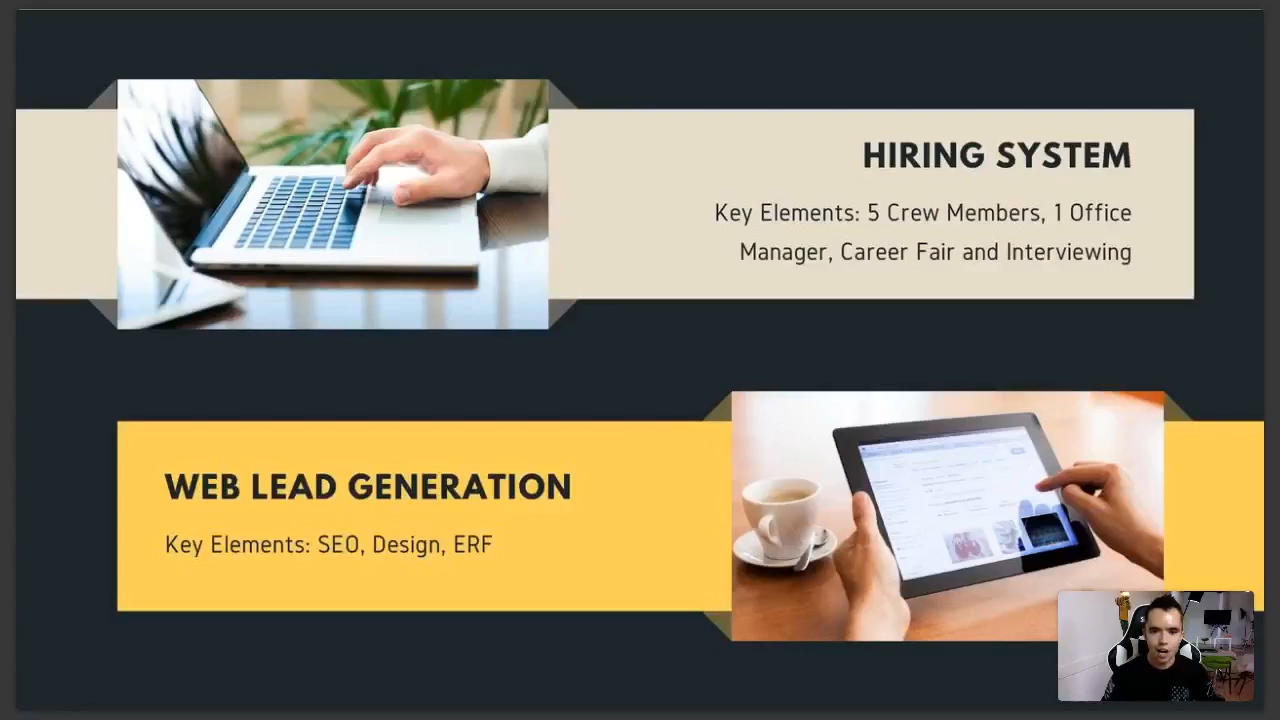 HIRING SYSTEM
Key Elements: 5 Crew Members, 1 Office
Manager, Career Fair and Interviewing
WEB LEAD GENERATION
Key Elements: SEO, Design, ERF